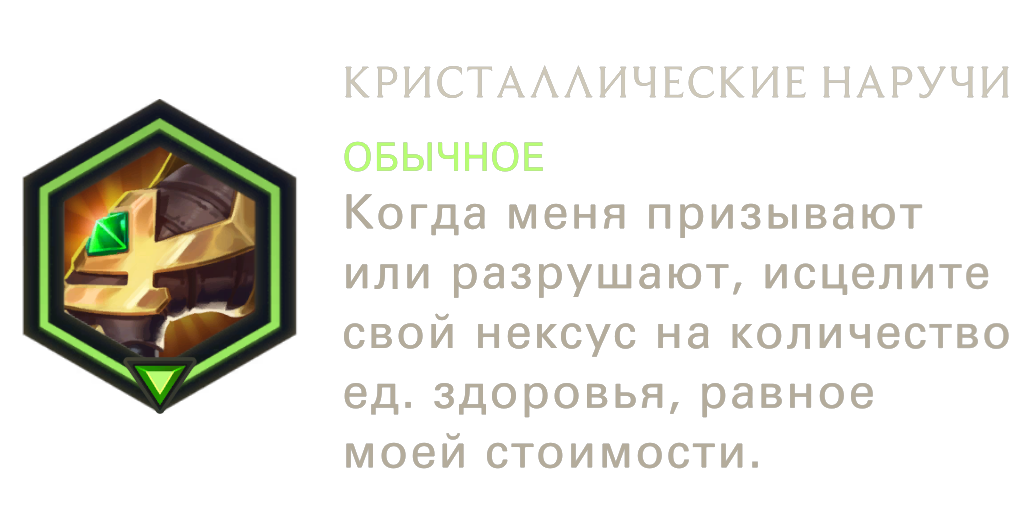 КРИСТАЛЛИЧЕСКИЕ НАРУЧИ
ОБЫЧНОЕ
Когда меня призывают
или разрушают, исцелите
свой нексус на количество
ед. здоровья, равное
моей стоимости.